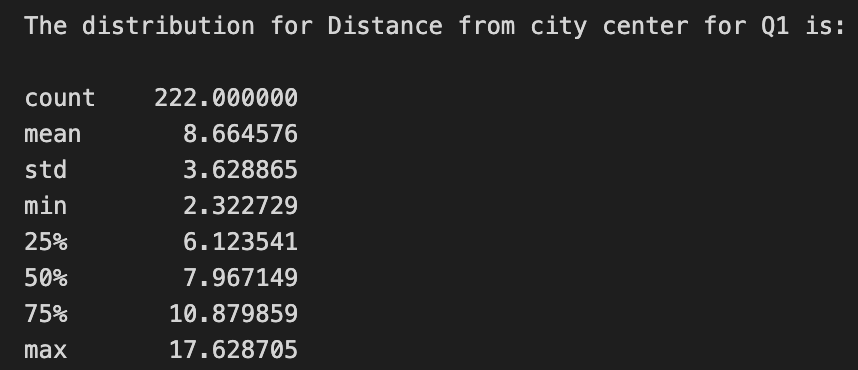 The distribution for Distance from city center for Q1 is:
count    222.000000
mean       8.664576
std        3.628865
min        2.322729
25%        6.123541
50%        7.967149
75%       10.879859
max       17.628705